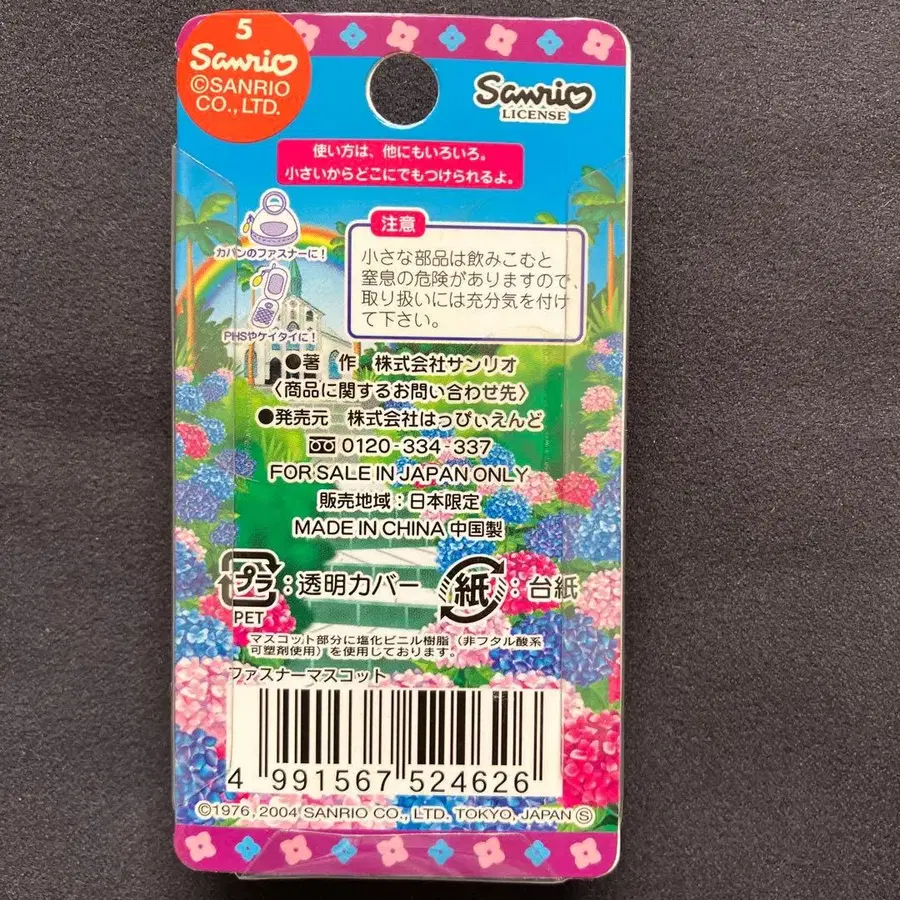 5
Sanrio
©SANRIO
CO., LTD.
Sanrio
LICENSE
使い方は、他にもいろいろ。
小さいからどこにでもつけられるよ。
カバンのファスナーに!
PHSやケイタイに!
注意
小さな部品は飲みこむと
窒息の危険がありますので、
取り扱いには充分気を付け
て下さい。
●著 作 株式会社サンリオ
〈商品に関するお問い合わせ先〉
●発売元 株式会社はっぴぃえんど
0120-334-337
FOR SALE IN JAPAN ONLY
販売地域:日本限定
MADE IN CHINA 中国製
プラ:透明カバー 紙:台紙
PET
マスコット部分に塩化ビニル樹脂(非フタル酸系
可塑剤使用)を使用しております。
ファスナーマスコット
4 991567 524626
©1976, 2004 SANRIO CO., LTD. TOKYO, JAPAN Ⓢ